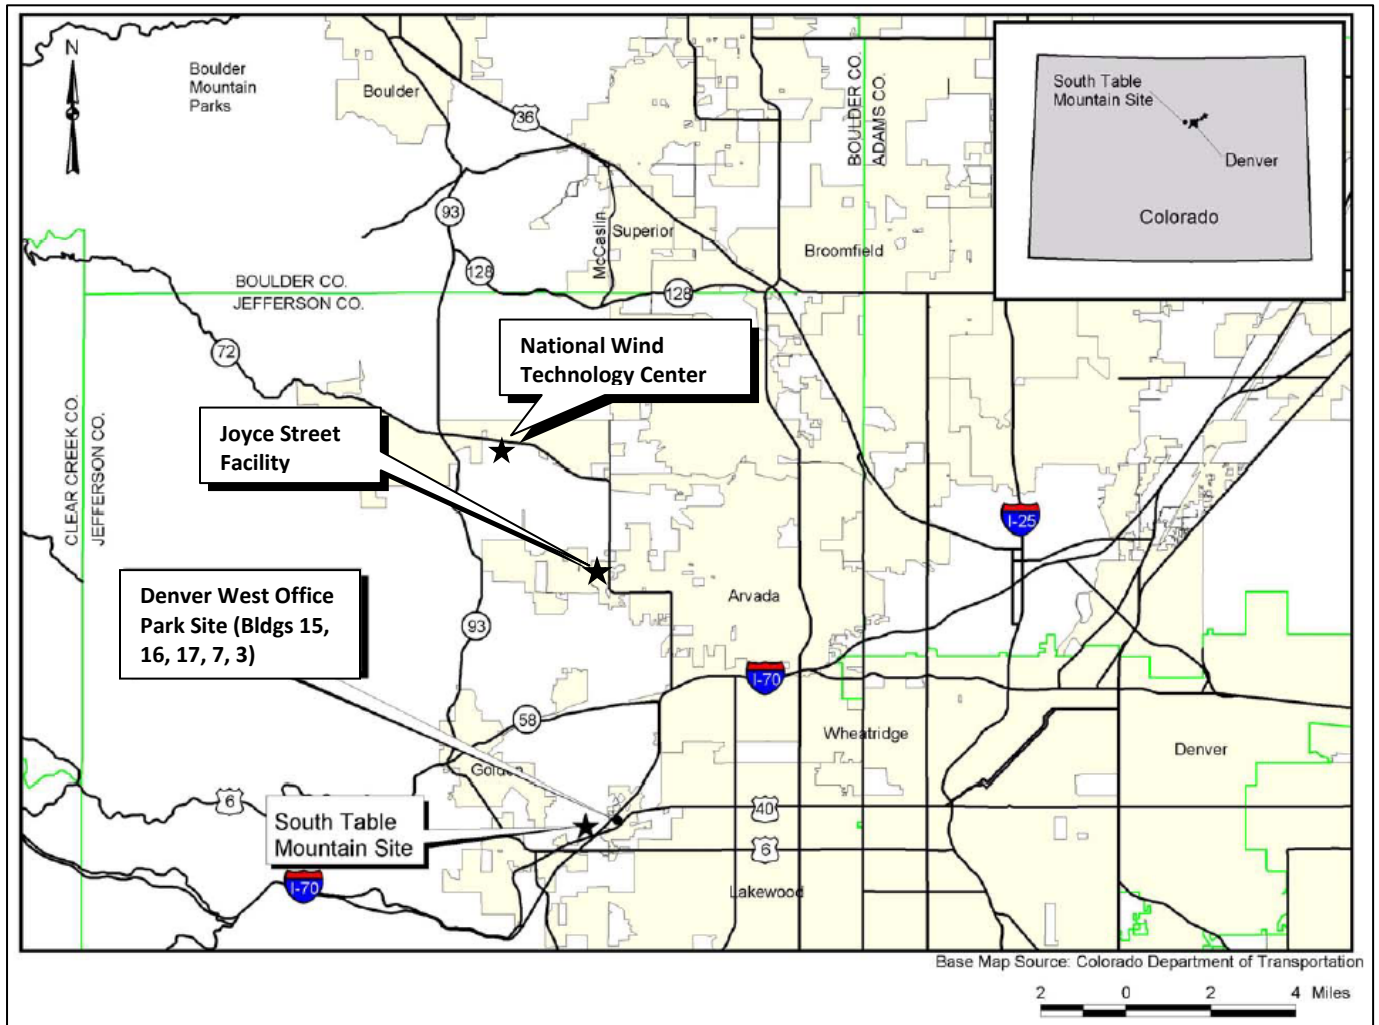 N
Boulder
Mountain
Parks
Boulder
36
BOULDER CO.
ADAMS CO.
South Table
Mountain Site
Denver
Colorado
93
McCaslin
Superior
Broomfield
128
BOULDER CO.
JEFFERSON CO.
128
72
National Wind
Technology Center
Joyce Street
Facility
CLEAR CREEK CO.
JEFFERSON CO.
I-25
Denver West Office
Park Site (Bldgs 15,
16, 17, 7, 3)
Arvada
93
I-70
58
Wheatridge
Denver
Golden
6
40
South Table
Mountain Site
6
I-70
Lakewood
Base Map Source: Colorado Department of Transportation
2 0 2 4 Miles